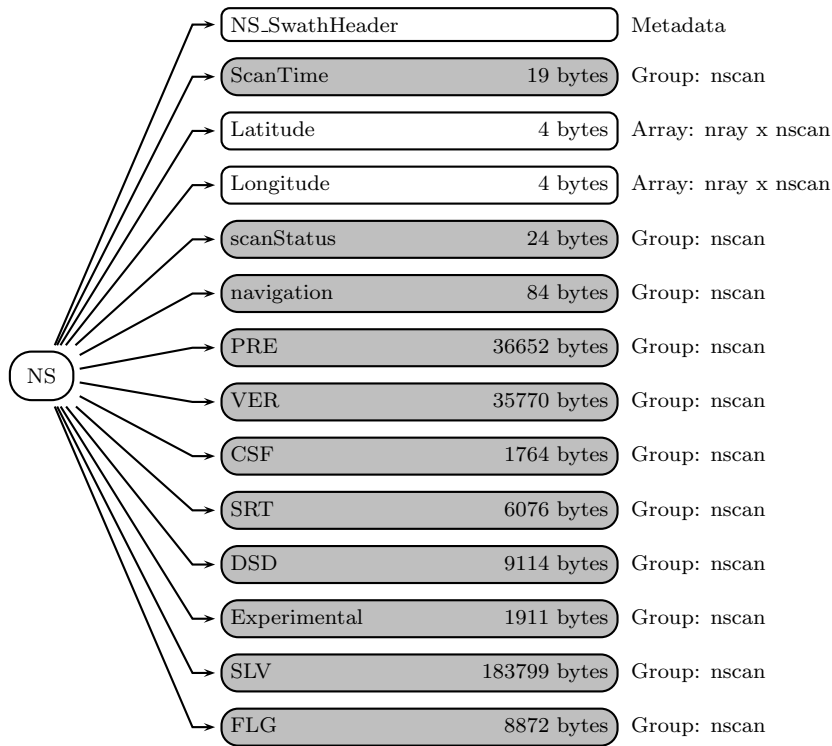 NS_SwathHeader Metadata
ScanTime 19 bytes Group: nscan
Latitude 4 bytes Array: nray x nscan
Longitude 4 bytes Array: nray x nscan
scanStatus 24 bytes Group: nscan
navigation 84 bytes Group: nscan
PRE 36652 bytes Group: nscan
NS
VER 35770 bytes Group: nscan
CSF 1764 bytes Group: nscan
SRT 6076 bytes Group: nscan
DSD 9114 bytes Group: nscan
Experimental 1911 bytes Group: nscan
SLV 183799 bytes Group: nscan
FLG 8872 bytes Group: nscan